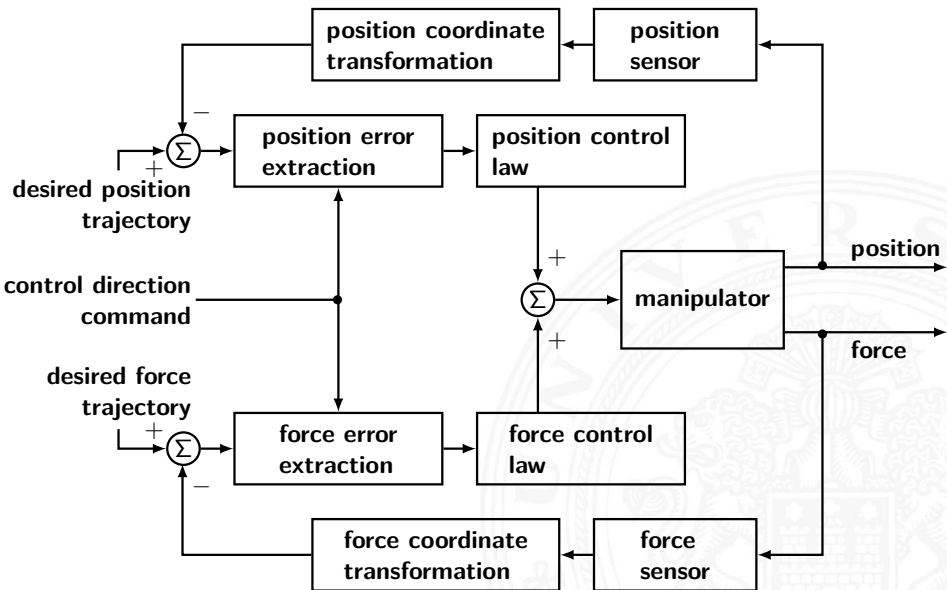 position coordinate
transformation
position
sensor
−
Σ
+
position error
extraction
position control
law
desired position
trajectory
+
position
control direction
command
Σ
manipulator
+
force
desired force
trajectory
+
Σ
−
force error
extraction
force control
law
force coordinate
transformation
force
sensor
UNIVERS